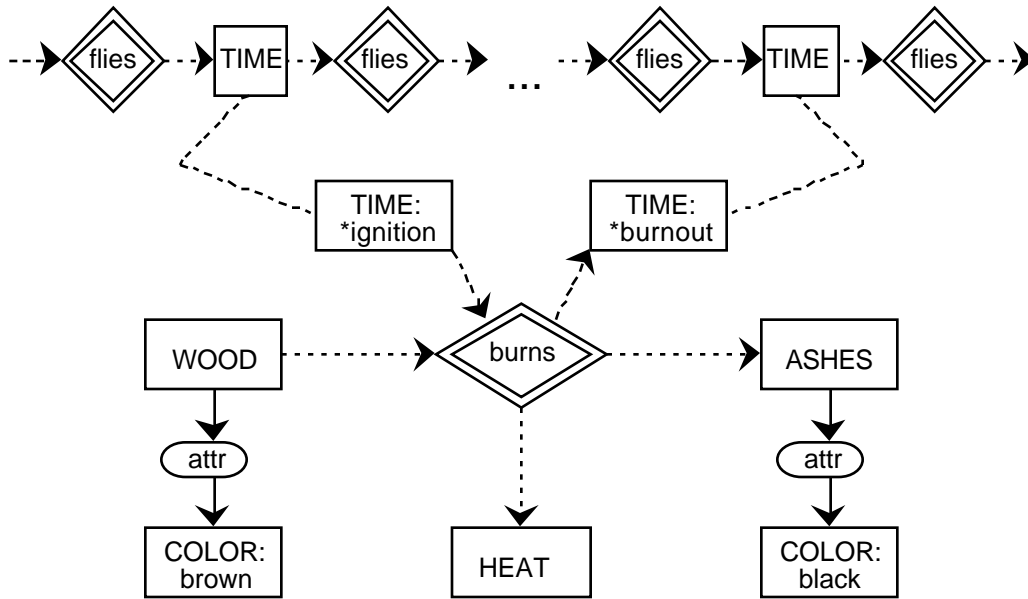 flies TIME flies ... flies TIME flies
TIME:
*ignition
TIME:
*burnout
WOOD burns ASHES
attr attr
COLOR:
brown
HEAT
COLOR:
black